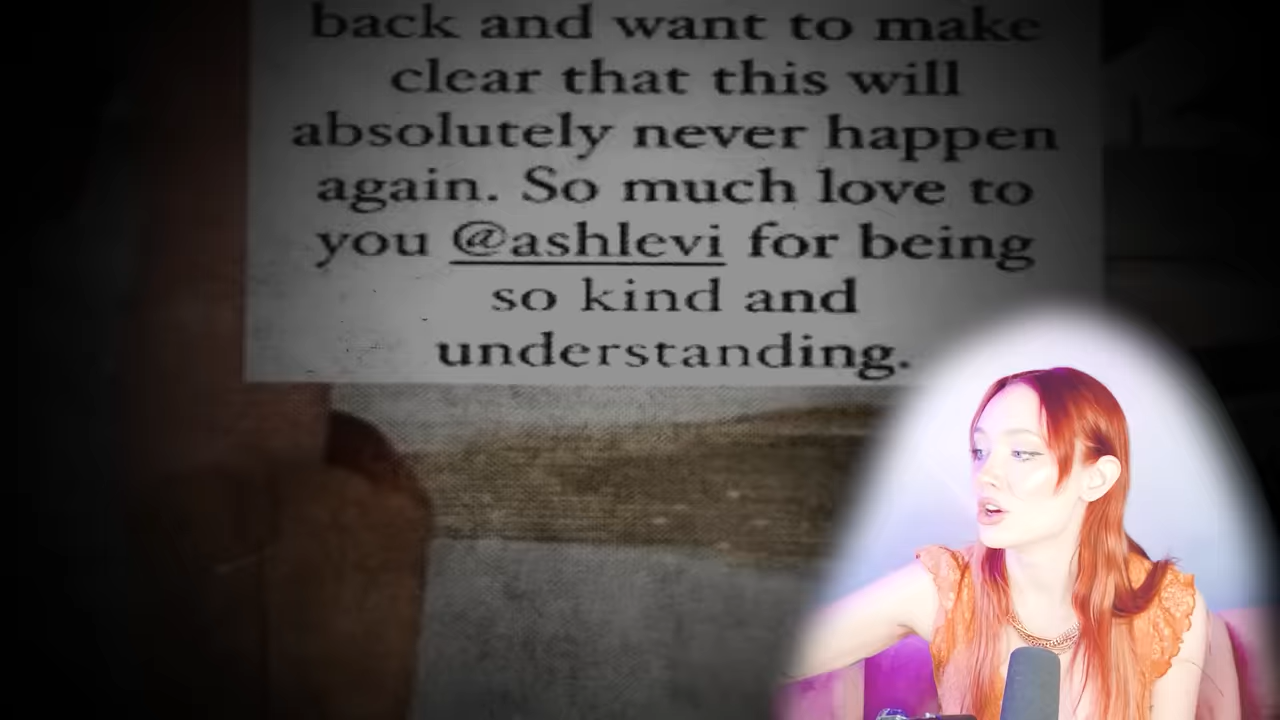 back and want to make
clear that this will
absolutely never happen
again. So much love to
you @ashlevi for being
so kind and
understanding.